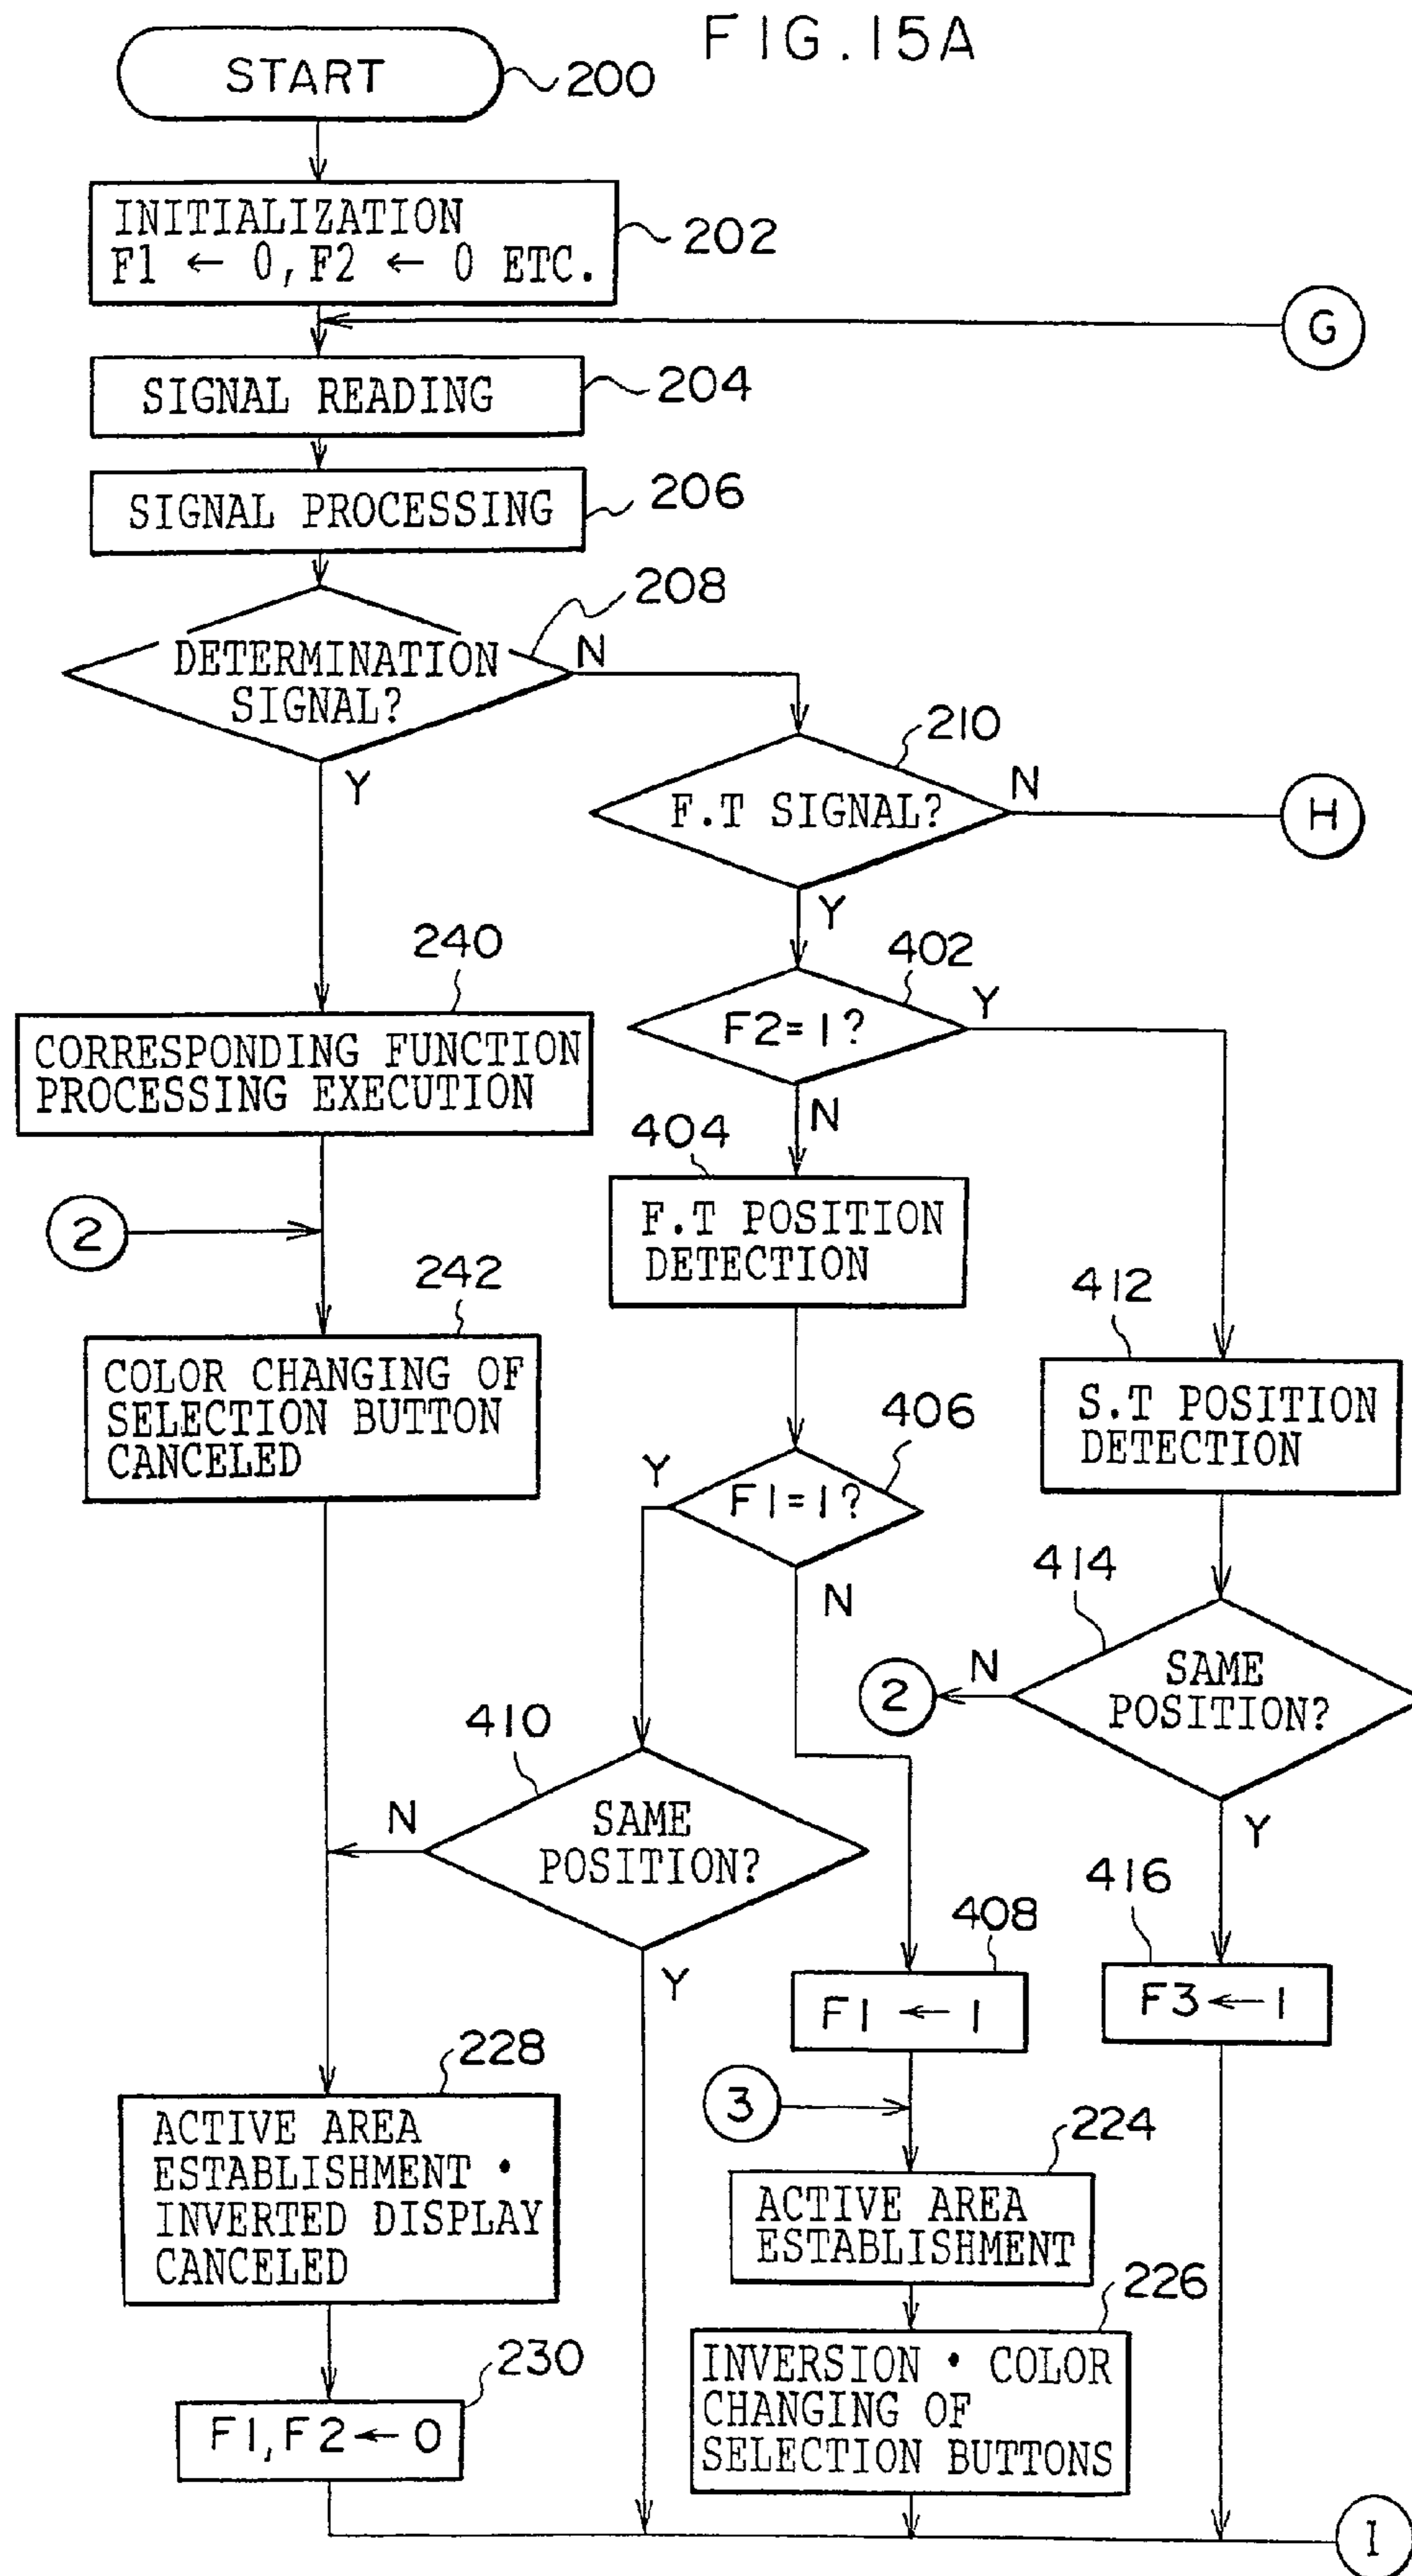 FIG.15A
START
200
INITIALIZATION
F1 ← 0, F2 ← 0 ETC.
202
G
SIGNAL READING
204
SIGNAL PROCESSING
206
208
DETERMINATION
SIGNAL?
N
Y
210
F.T SIGNAL?
N
H
Y
240
CORRESPONDING FUNCTION
PROCESSING EXECUTION
402
F2=1?
Y
N
2
404
F.T POSITION
DETECTION
242
COLOR CHANGING OF
SELECTION BUTTON
CANCELED
412
S.T POSITION
DETECTION
406
F1=1?
Y
N
414
SAME
POSITION?
N
2
Y
410
SAME
POSITION?
N
Y
408
F1 ← 1
416
F3 ← 1
3
228
ACTIVE AREA
ESTABLISHMENT •
INVERTED DISPLAY
CANCELED
224
ACTIVE AREA
ESTABLISHMENT
226
INVERSION • COLOR
CHANGING OF
SELECTION BUTTONS
230
F1, F2 ← 0
I